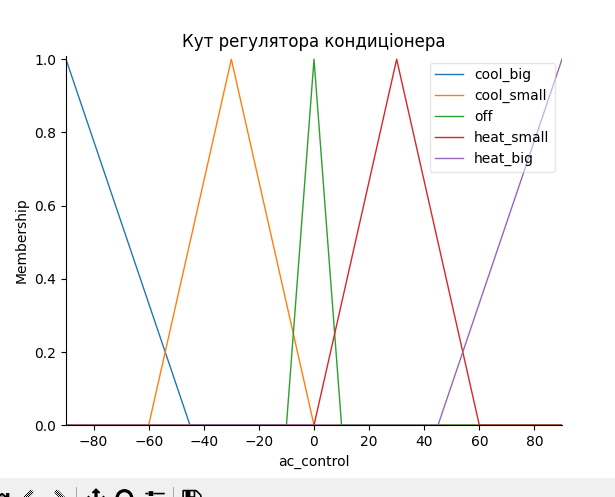 Кут регулятора кондиціонера
1.0
0.8
0.6
0.4
0.2
0.0
Membership
cool_big
cool_small
off
heat_small
heat_big
−80 −60 −40 −20 0 20 40 60 80
ac_control